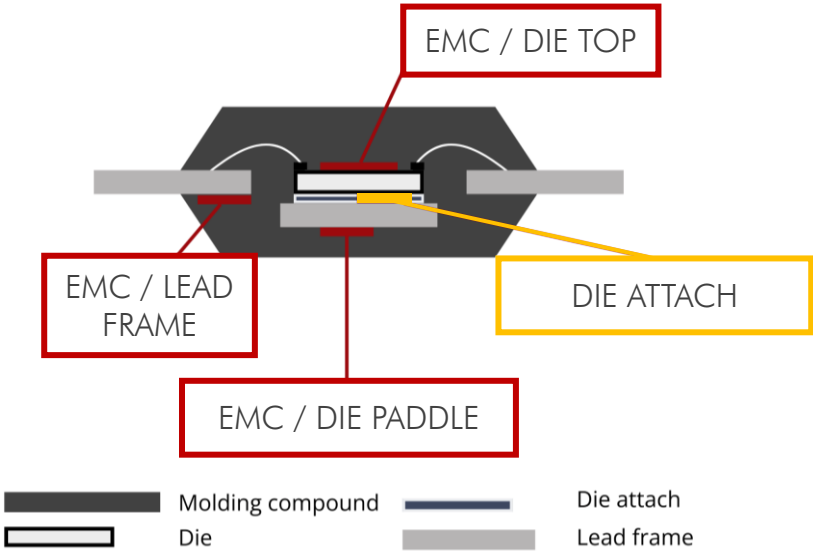 EMC / DIE TOP
EMC / LEAD
FRAME
DIE ATTACH
EMC / DIE PADDLE
Molding compound
Die attach
Die
Lead frame